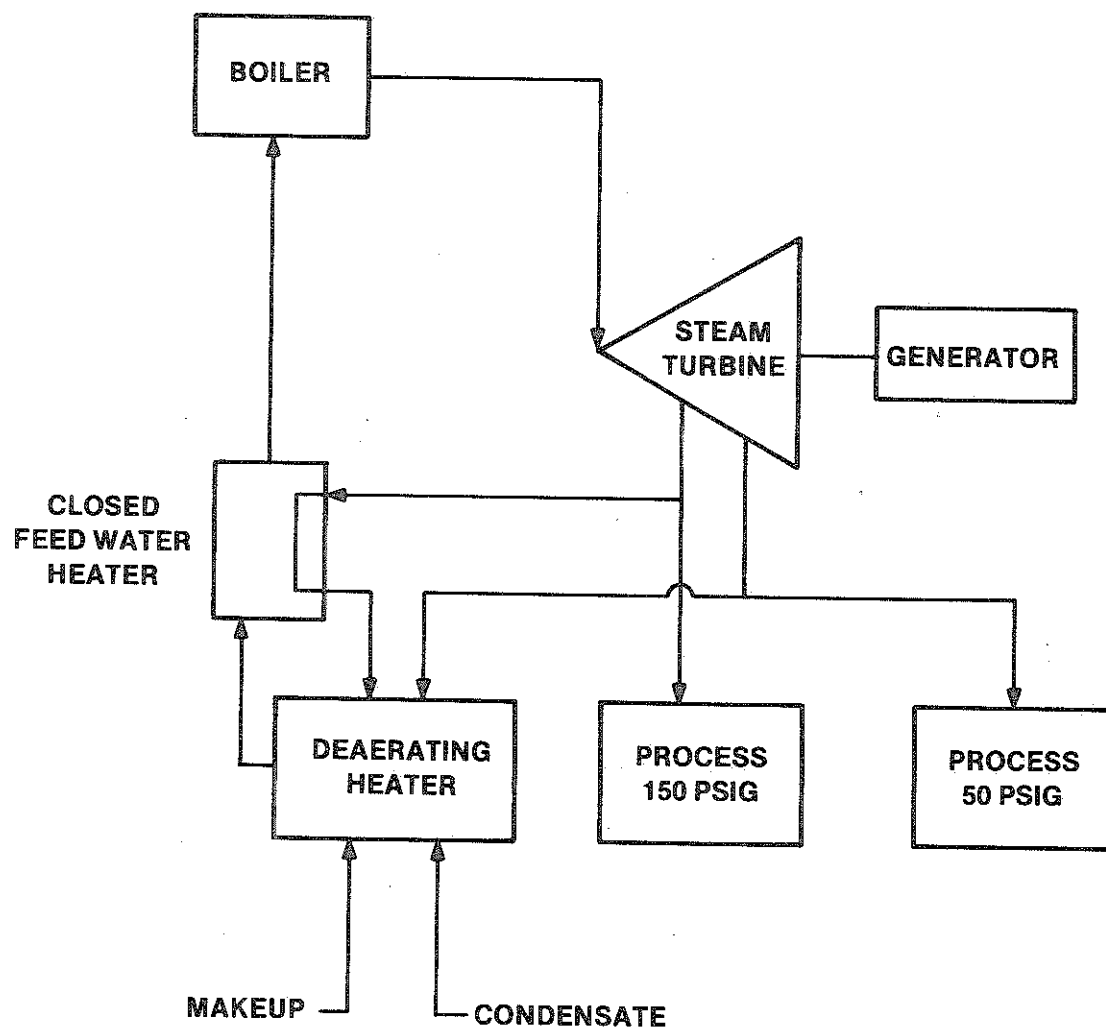 BOILER
STEAM
TURBINE
GENERATOR
CLOSED
FEED WATER
HEATER
DEAERATING
HEATER
PROCESS
150 PSIG
PROCESS
50 PSIG
MAKEUP
CONDENSATE